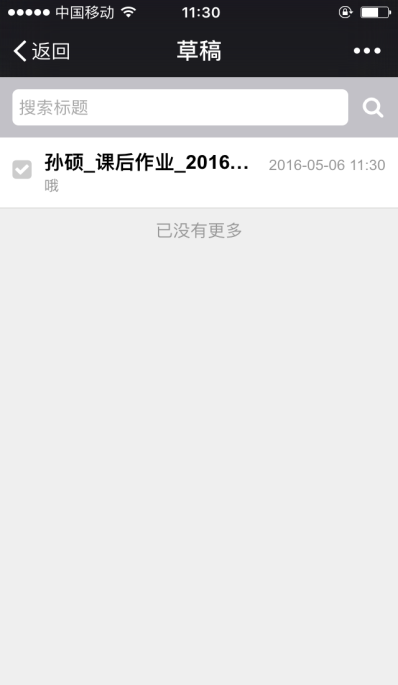 中国移动 11:30
返回 草稿
搜索标题
孙硕_课后作业_2016... 2016-05-06 11:30
哦
已没有更多